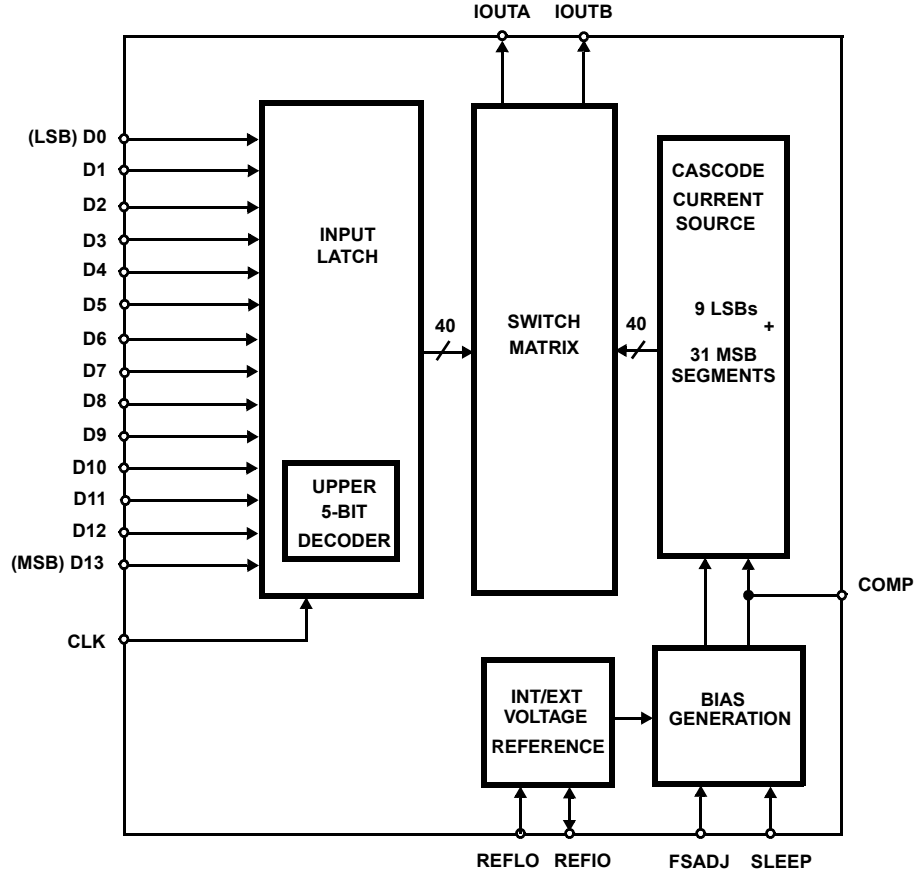 IOUTA IOUTB
(LSB) D0
D1
D2
D3
D4
D5
D6
D7
D8
D9
D10
D11
D12
(MSB) D13
CLK
INPUT
LATCH
UPPER
5-BIT
DECODER
40
SWITCH
MATRIX
40
CASCODE
CURRENT
SOURCE
9 LSBs
+
31 MSB
SEGMENTS
COMP
INT/EXT
VOLTAGE
REFERENCE
BIAS
GENERATION
REFLO REFIO FSADJ SLEEP